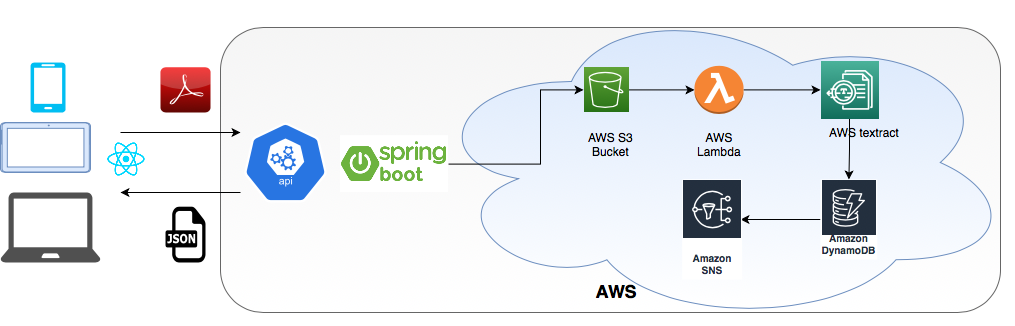 api
spring
boot
JSON
AWS S3
Bucket
AWS
Lambda
AWS textract
Amazon
SNS
Amazon
DynamoDB
AWS